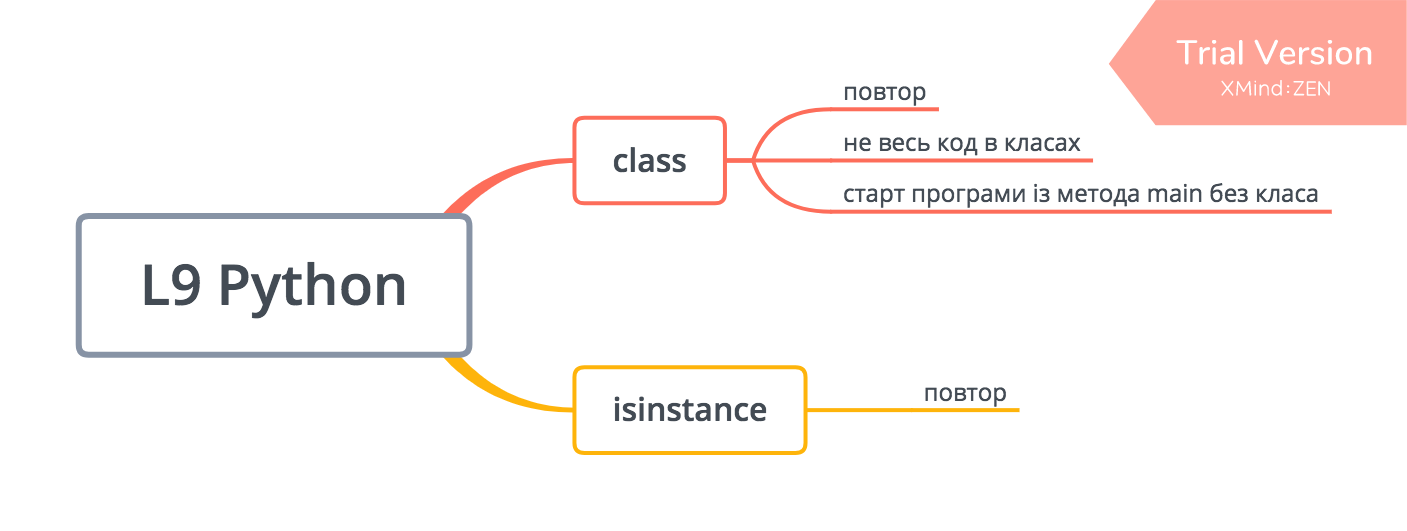 Trial Version
XMind:ZEN
L9 Python
class
повтор
не весь код в класах
старт програми із метода main без класа
isinstance
повтор